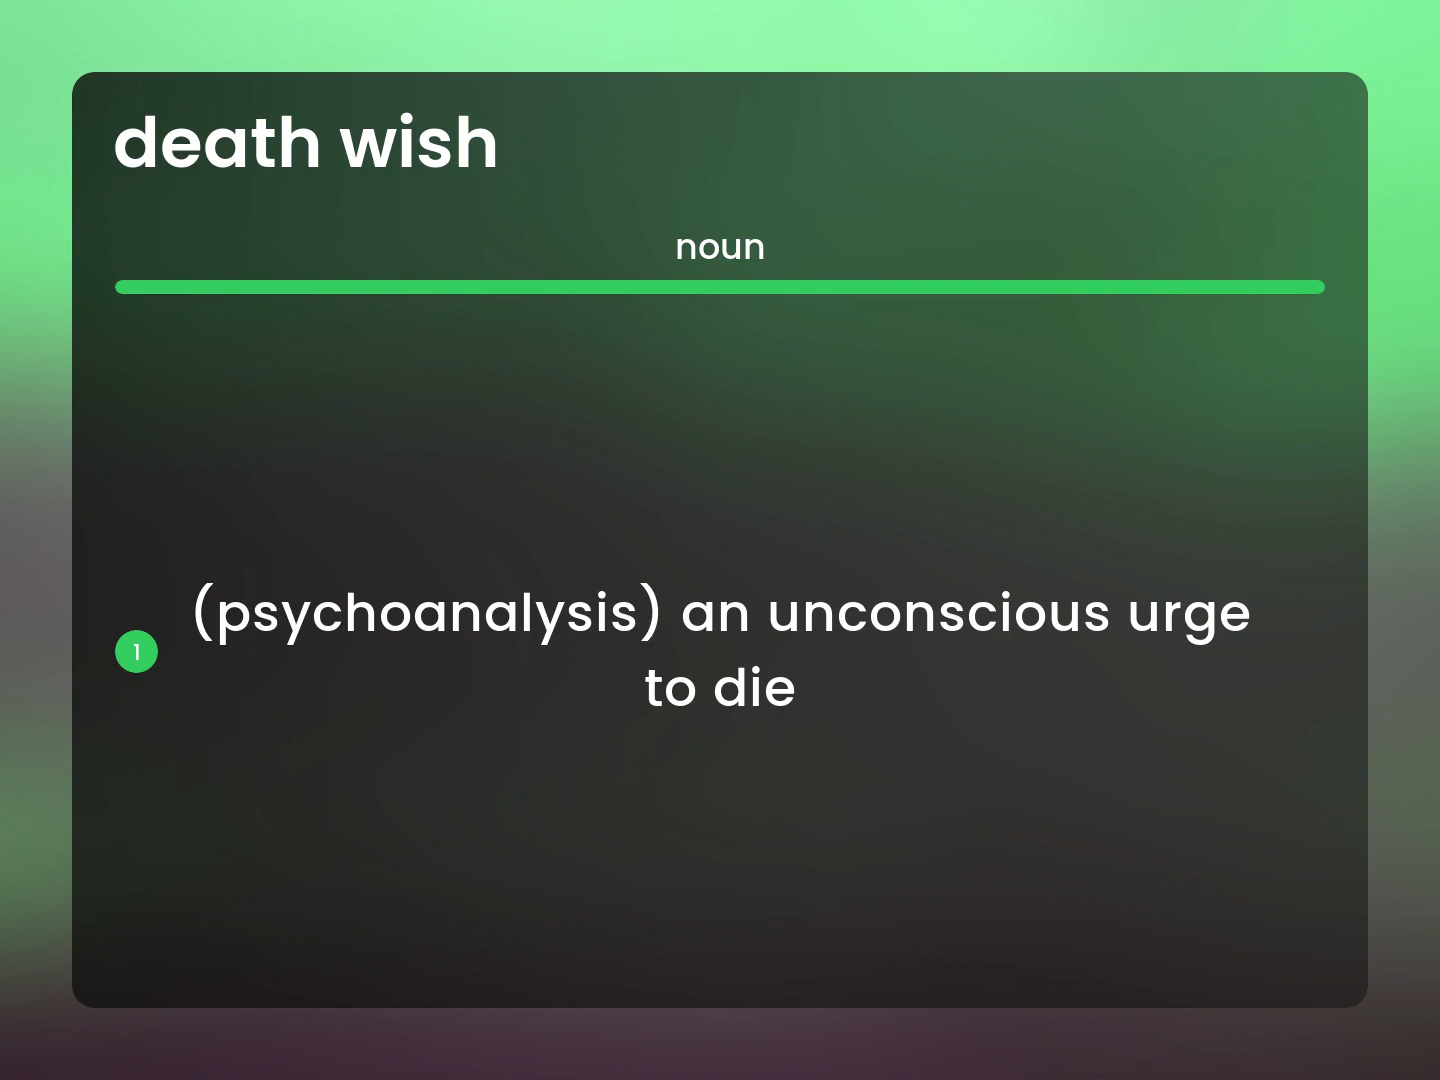 death wish
noun
1
(psychoanalysis) an unconscious urge
to die